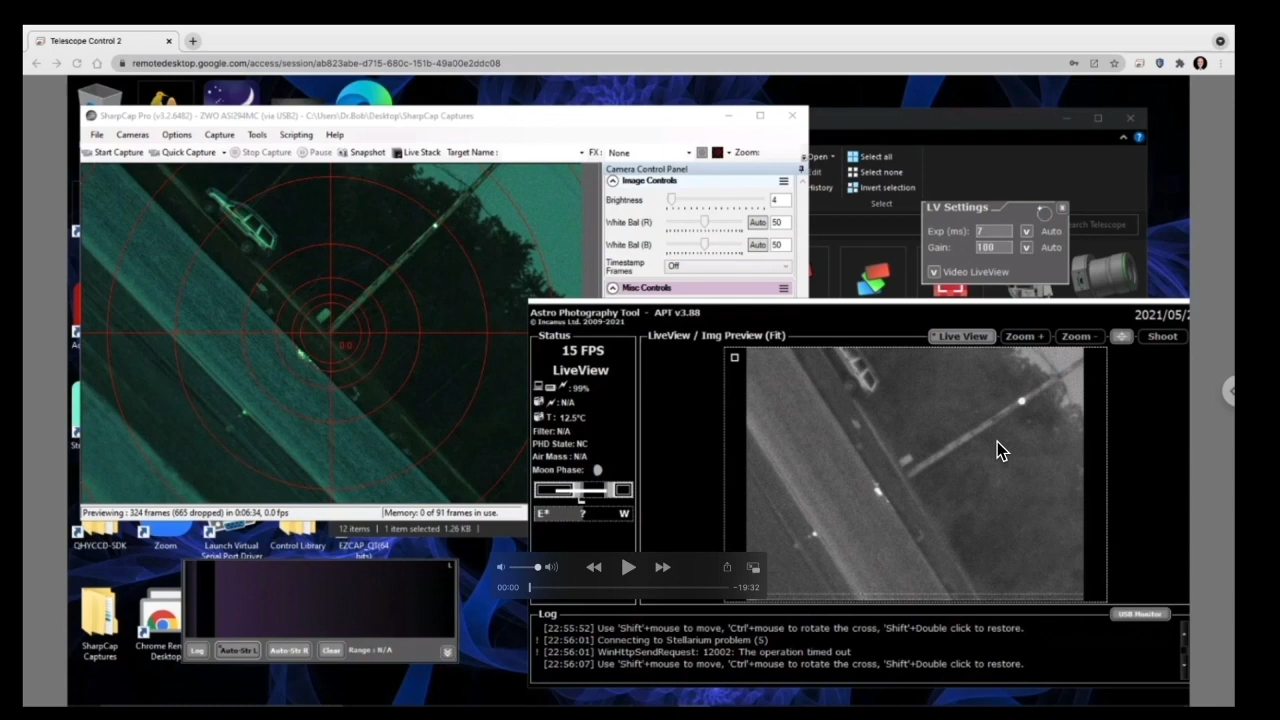 Telescope Control 2
remotedesktop.google.com/access/session/ab823abe-d715-680c-151b-49a00e2ddc08
SharpCap Pro (v3.2.6482) - ZWO ASI294MC (via USB2) - C:\Users\Dr.Bob\Desktop\SharpCap Captures
File Cameras Options Capture Tools Scripting Help
Start Capture Quick Capture Stop Capture Pause Snapshot Live Stack Target Name : FX: None Zoom:
Camera Control Panel
Image Controls
Brightness 4
White Bal (R) Auto 50
White Bal (B) Auto 50
Timestamp Frames Off
Misc Controls
Previewing : 324 frames (665 dropped) in 0:06:34, 0.0 fps Memory: 0 of 91 frames in use.
Open Select all
Select none
History Invert selection
Select
Telescope
LV Settings
Exp (ms): 7 v Auto
Gain: 100 v Auto
v Video LiveView
12 items 1 item selected 1.26 KB
Astro Photography Tool - APT v3.88
© Incanus Ltd. 2009-2021
2021/05/2
Status
15 FPS
LiveView
: 99%
: N/A
T: 12.5°C
Filter: N/A
PHD State: NC
Air Mass : N/A
Moon Phase:
E* ? W
LiveView / Img Preview (Fit)
* Live View Zoom + Zoom - Shoot
QHYCCD-SDK
Zoom
Launch Virtual Serial Port Driver
Control Library
EZCAP_QT(64 bits)
SharpCap Captures
Chrome Rem Desktop
L
Log *Auto-Str L Auto-Str R Clear Range : N/A
00:00 -19:32
Log
USB Monitor
[22:55:52] Use 'Shift'+mouse to move, 'Ctrl'+mouse to rotate the cross, 'Shift'+Double click to restore.
! [22:56:01] Connecting to Stellarium problem (5)
! [22:56:01] WinHttpSendRequest: 12002: The operation timed out
[22:56:07] Use 'Shift'+mouse to move, 'Ctrl'+mouse to rotate the cross, 'Shift'+Double click to restore.